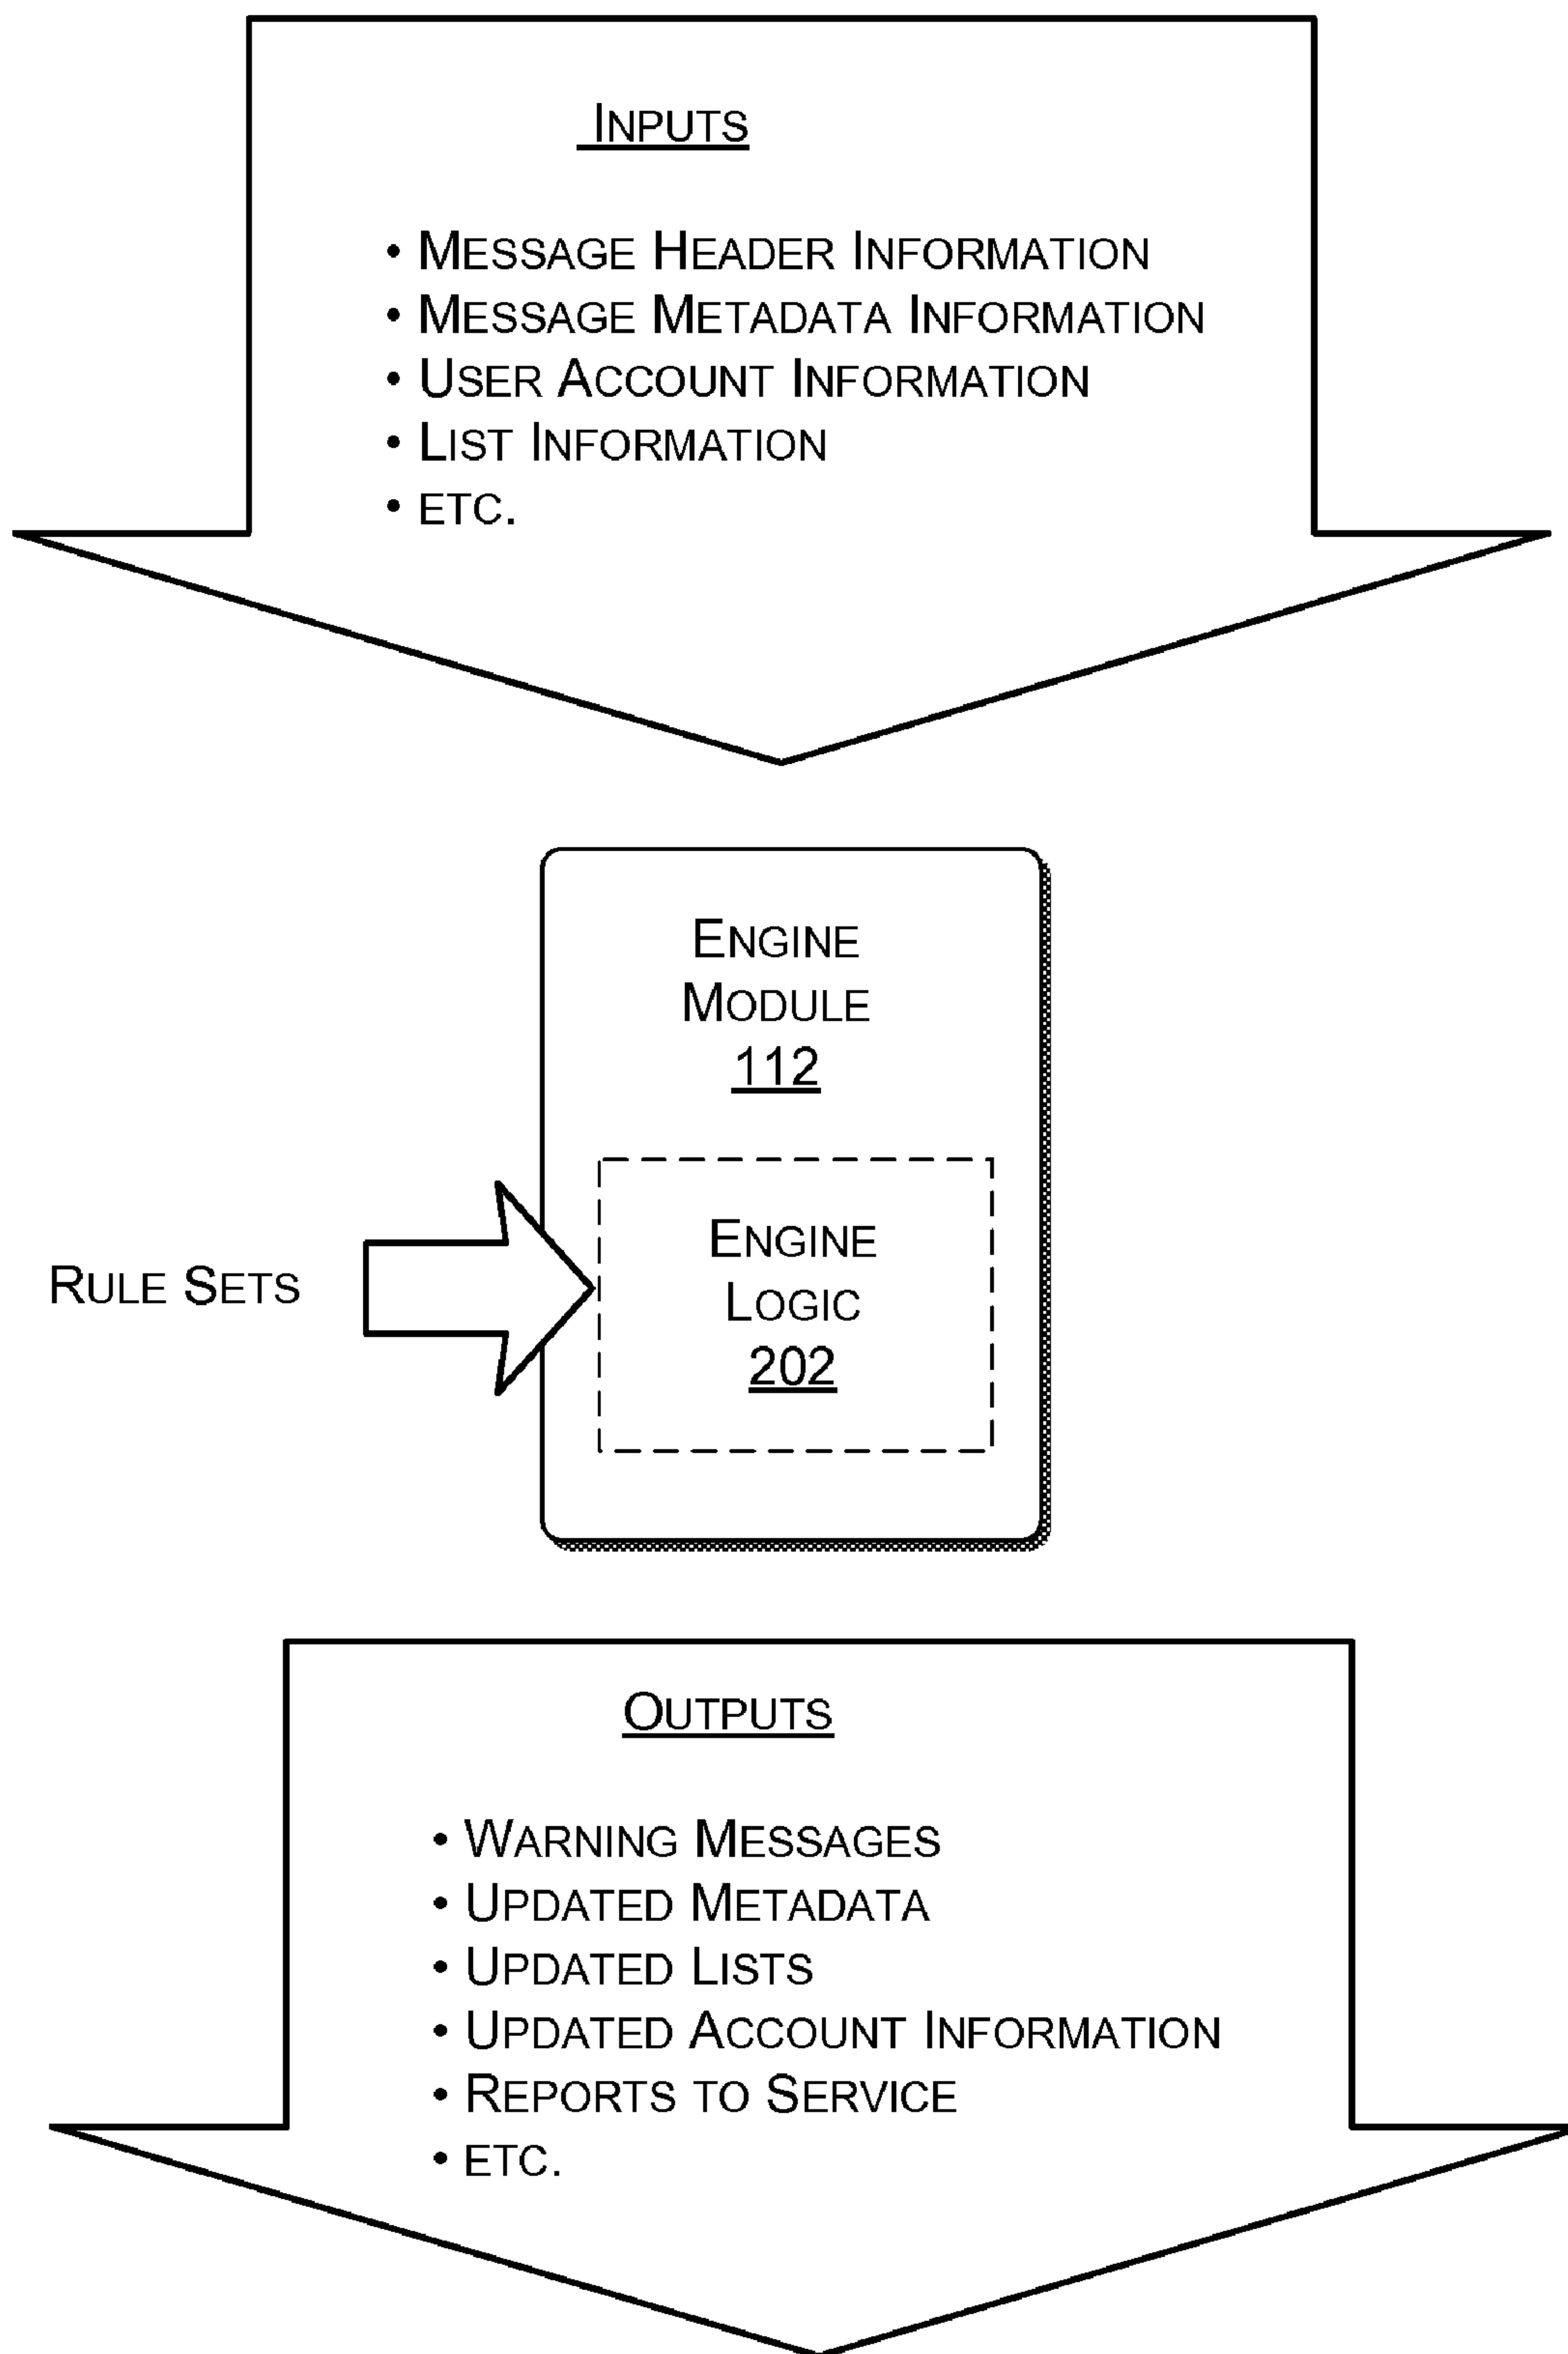 INPUTS
• MESSAGE HEADER INFORMATION
• MESSAGE METADATA INFORMATION
• USER ACCOUNT INFORMATION
• LIST INFORMATION
• ETC.
ENGINE
MODULE
112
RULE SETS
ENGINE
LOGIC
202
OUTPUTS
• WARNING MESSAGES
• UPDATED METADATA
• UPDATED LISTS
• UPDATED ACCOUNT INFORMATION
• REPORTS TO SERVICE
• ETC.